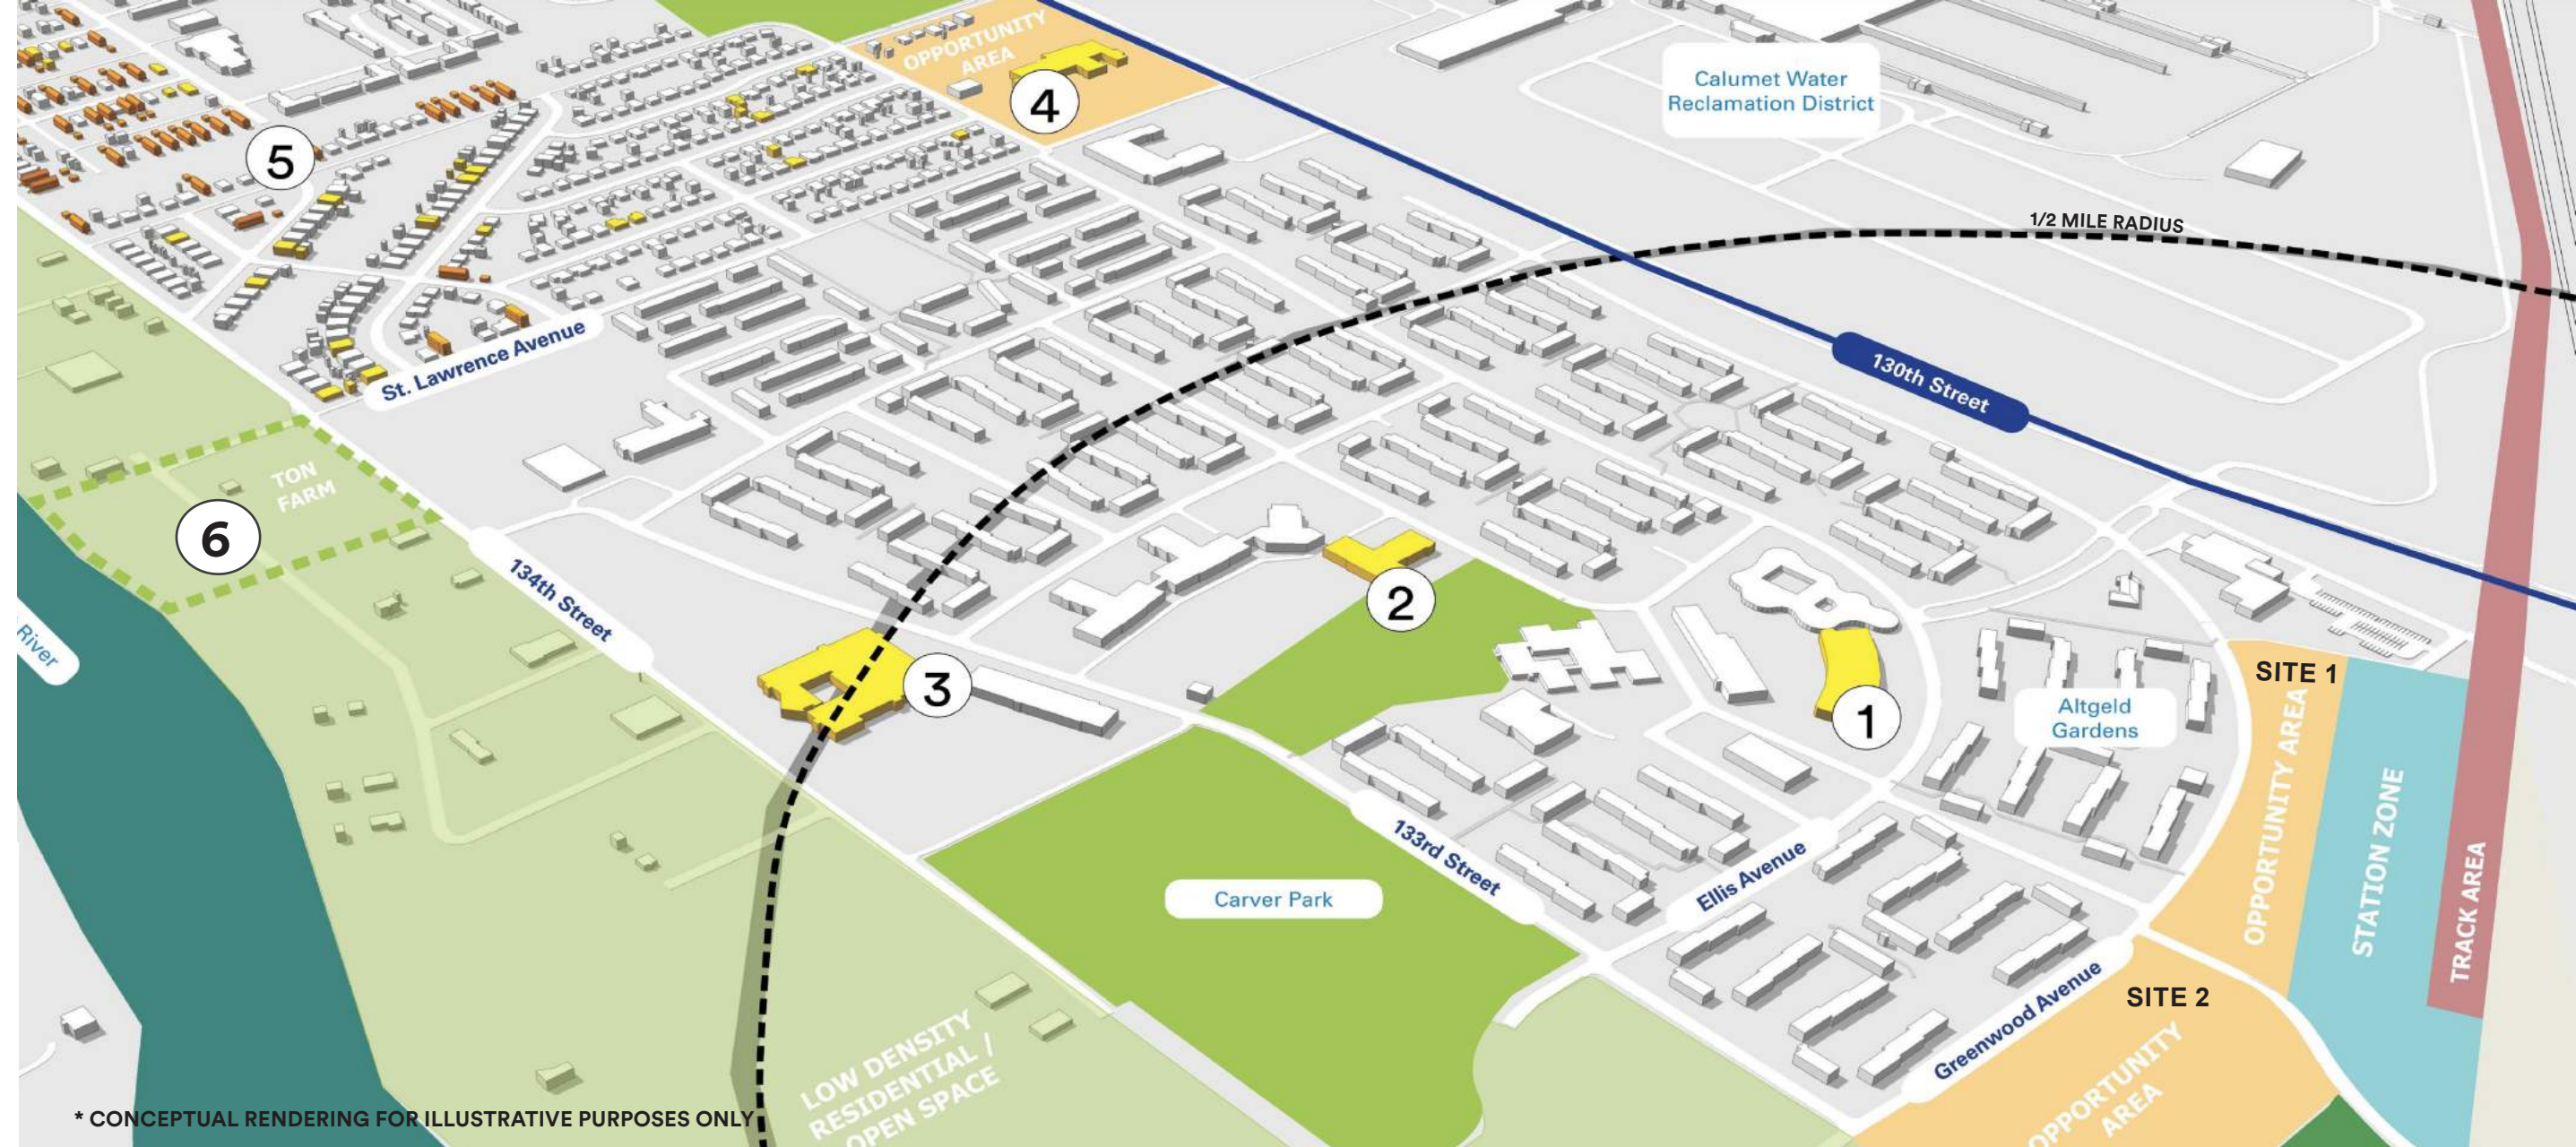 OPPORTUNITY
AREA
4
Calumet Water
Reclamation District
5
1/2 MILE RADIUS
St. Lawrence Avenue
130th Street
TON
FARM
6
134th Street
River
2
3
1
SITE 1
OPPORTUNITY AREA
Altgeld
Gardens
STATION ZONE
TRACK AREA
133rd Street
Ellis Avenue
Carver Park
Greenwood Avenue
SITE 2
OPPORTUNITY
AREA
LOW DENSITY
RESIDENTIAL /
OPEN SPACE
* CONCEPTUAL RENDERING FOR ILLUSTRATIVE PURPOSES ONLY